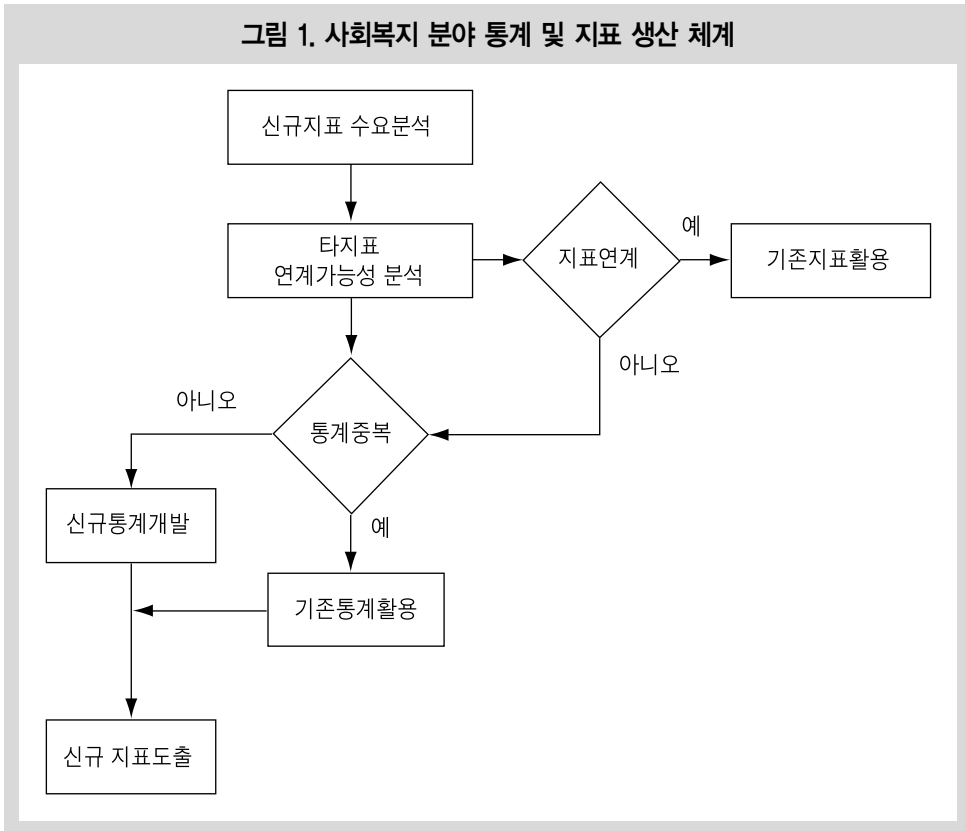 그림 1. 사회복지 분야 통계 및 지표 생산 체계
신규지표 수요분석
타지표
연계가능성 분석
지표연계
예
기존지표활용
아니오
아니오
통계중복
신규통계개발
예
기존통계활용
신규 지표도출